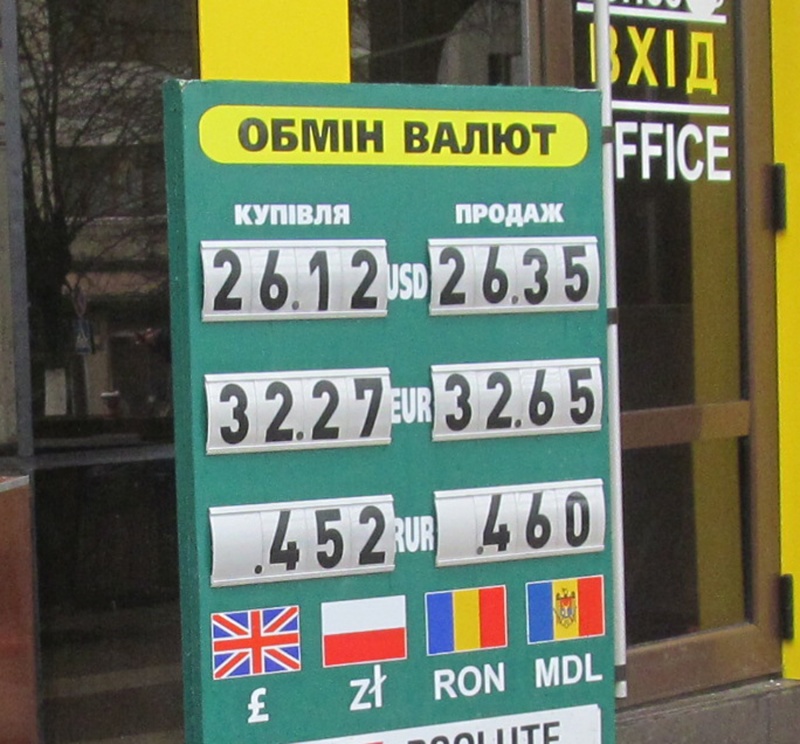 ВХІД
ОБМІН ВАЛЮТ
КУПІВЛЯ ПРОДАЖ
26.12 USD 26.35
32.27 EUR 32.65
.452 RUR .460
£ zł RON MDL